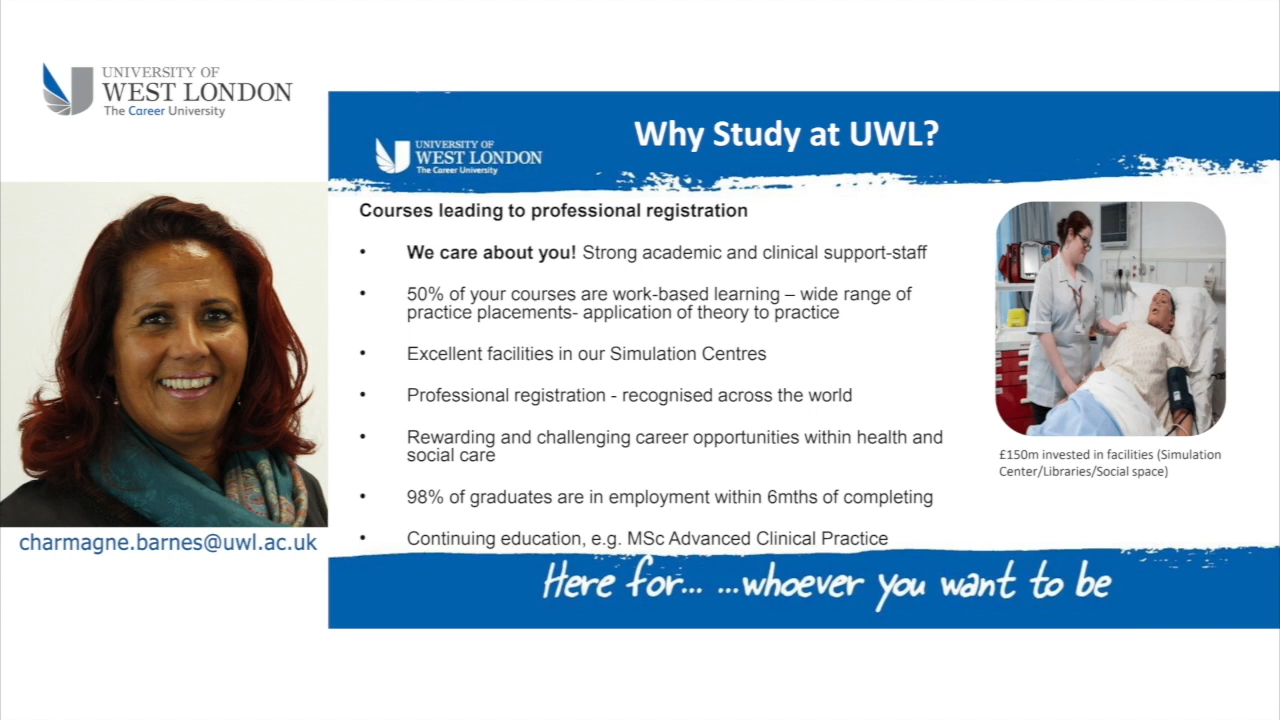 UNIVERSITY OF
WEST LONDON
The Career University
charmagne.barnes@uwl.ac.uk
UNIVERSITY OF
WEST LONDON
The Career University
Why Study at UWL?
Courses leading to professional registration
• We care about you! Strong academic and clinical support-staff
• 50% of your courses are work-based learning – wide range of
practice placements- application of theory to practice
• Excellent facilities in our Simulation Centres
• Professional registration - recognised across the world
• Rewarding and challenging career opportunities within health and
social care
• 98% of graduates are in employment within 6mths of completing
• Continuing education, e.g. MSc Advanced Clinical Practice
£150m invested in facilities (Simulation
Center/Libraries/Social space)
Here for... ...whoever you want to be